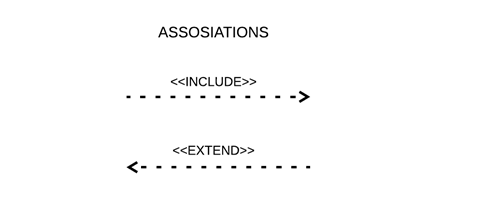 ASSOSIATIONS
<<INCLUDE>>
<<EXTEND>>